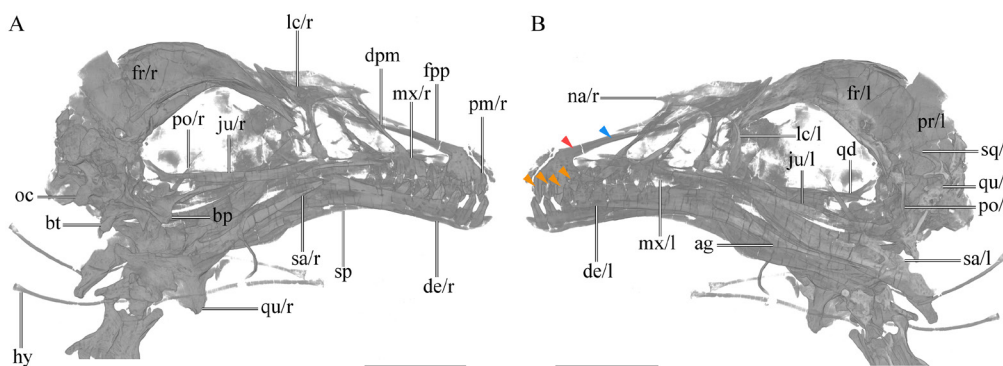 A
lc/r
dpm
fpp
mx/r
pm/r
fr/r
po/r
ju/r
oc
bt
bp
sa/r
sp
de/r
qu/r
hy
B
na/r
fr/l
pr/l
lc/l
ju/l
qd
sq/
qu/
po/
de/l
mx/l
ag
sa/l